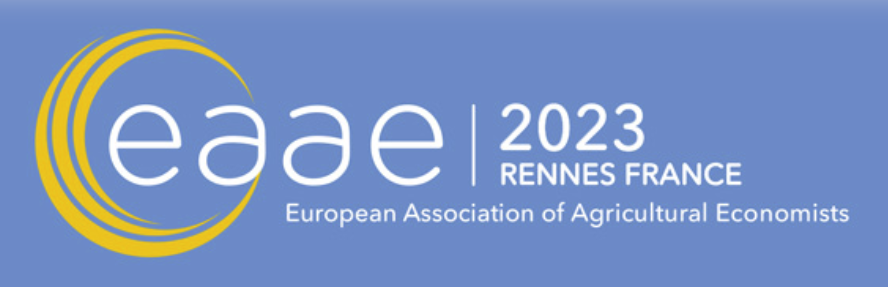 eaae | 2023
RENNES FRANCE
European Association of Agricultural Economists